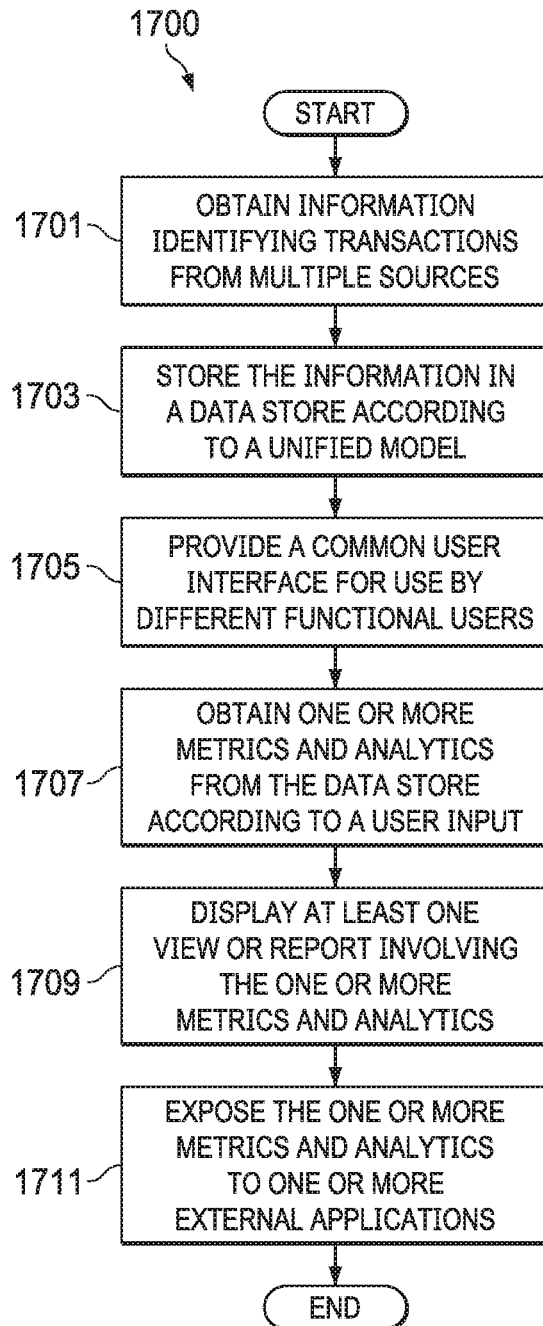 1700
START
1701
OBTAIN INFORMATION
IDENTIFYING TRANSACTIONS
FROM MULTIPLE SOURCES
1703
STORE THE INFORMATION IN
A DATA STORE ACCORDING
TO A UNIFIED MODEL
1705
PROVIDE A COMMON USER
INTERFACE FOR USE BY
DIFFERENT FUNCTIONAL USERS
1707
OBTAIN ONE OR MORE
METRICS AND ANALYTICS
FROM THE DATA STORE
ACCORDING TO A USER INPUT
1709
DISPLAY AT LEAST ONE
VIEW OR REPORT INVOLVING
THE ONE OR MORE
METRICS AND ANALYTICS
1711
EXPOSE THE ONE OR MORE
METRICS AND ANALYTICS
TO ONE OR MORE
EXTERNAL APPLICATIONS
END